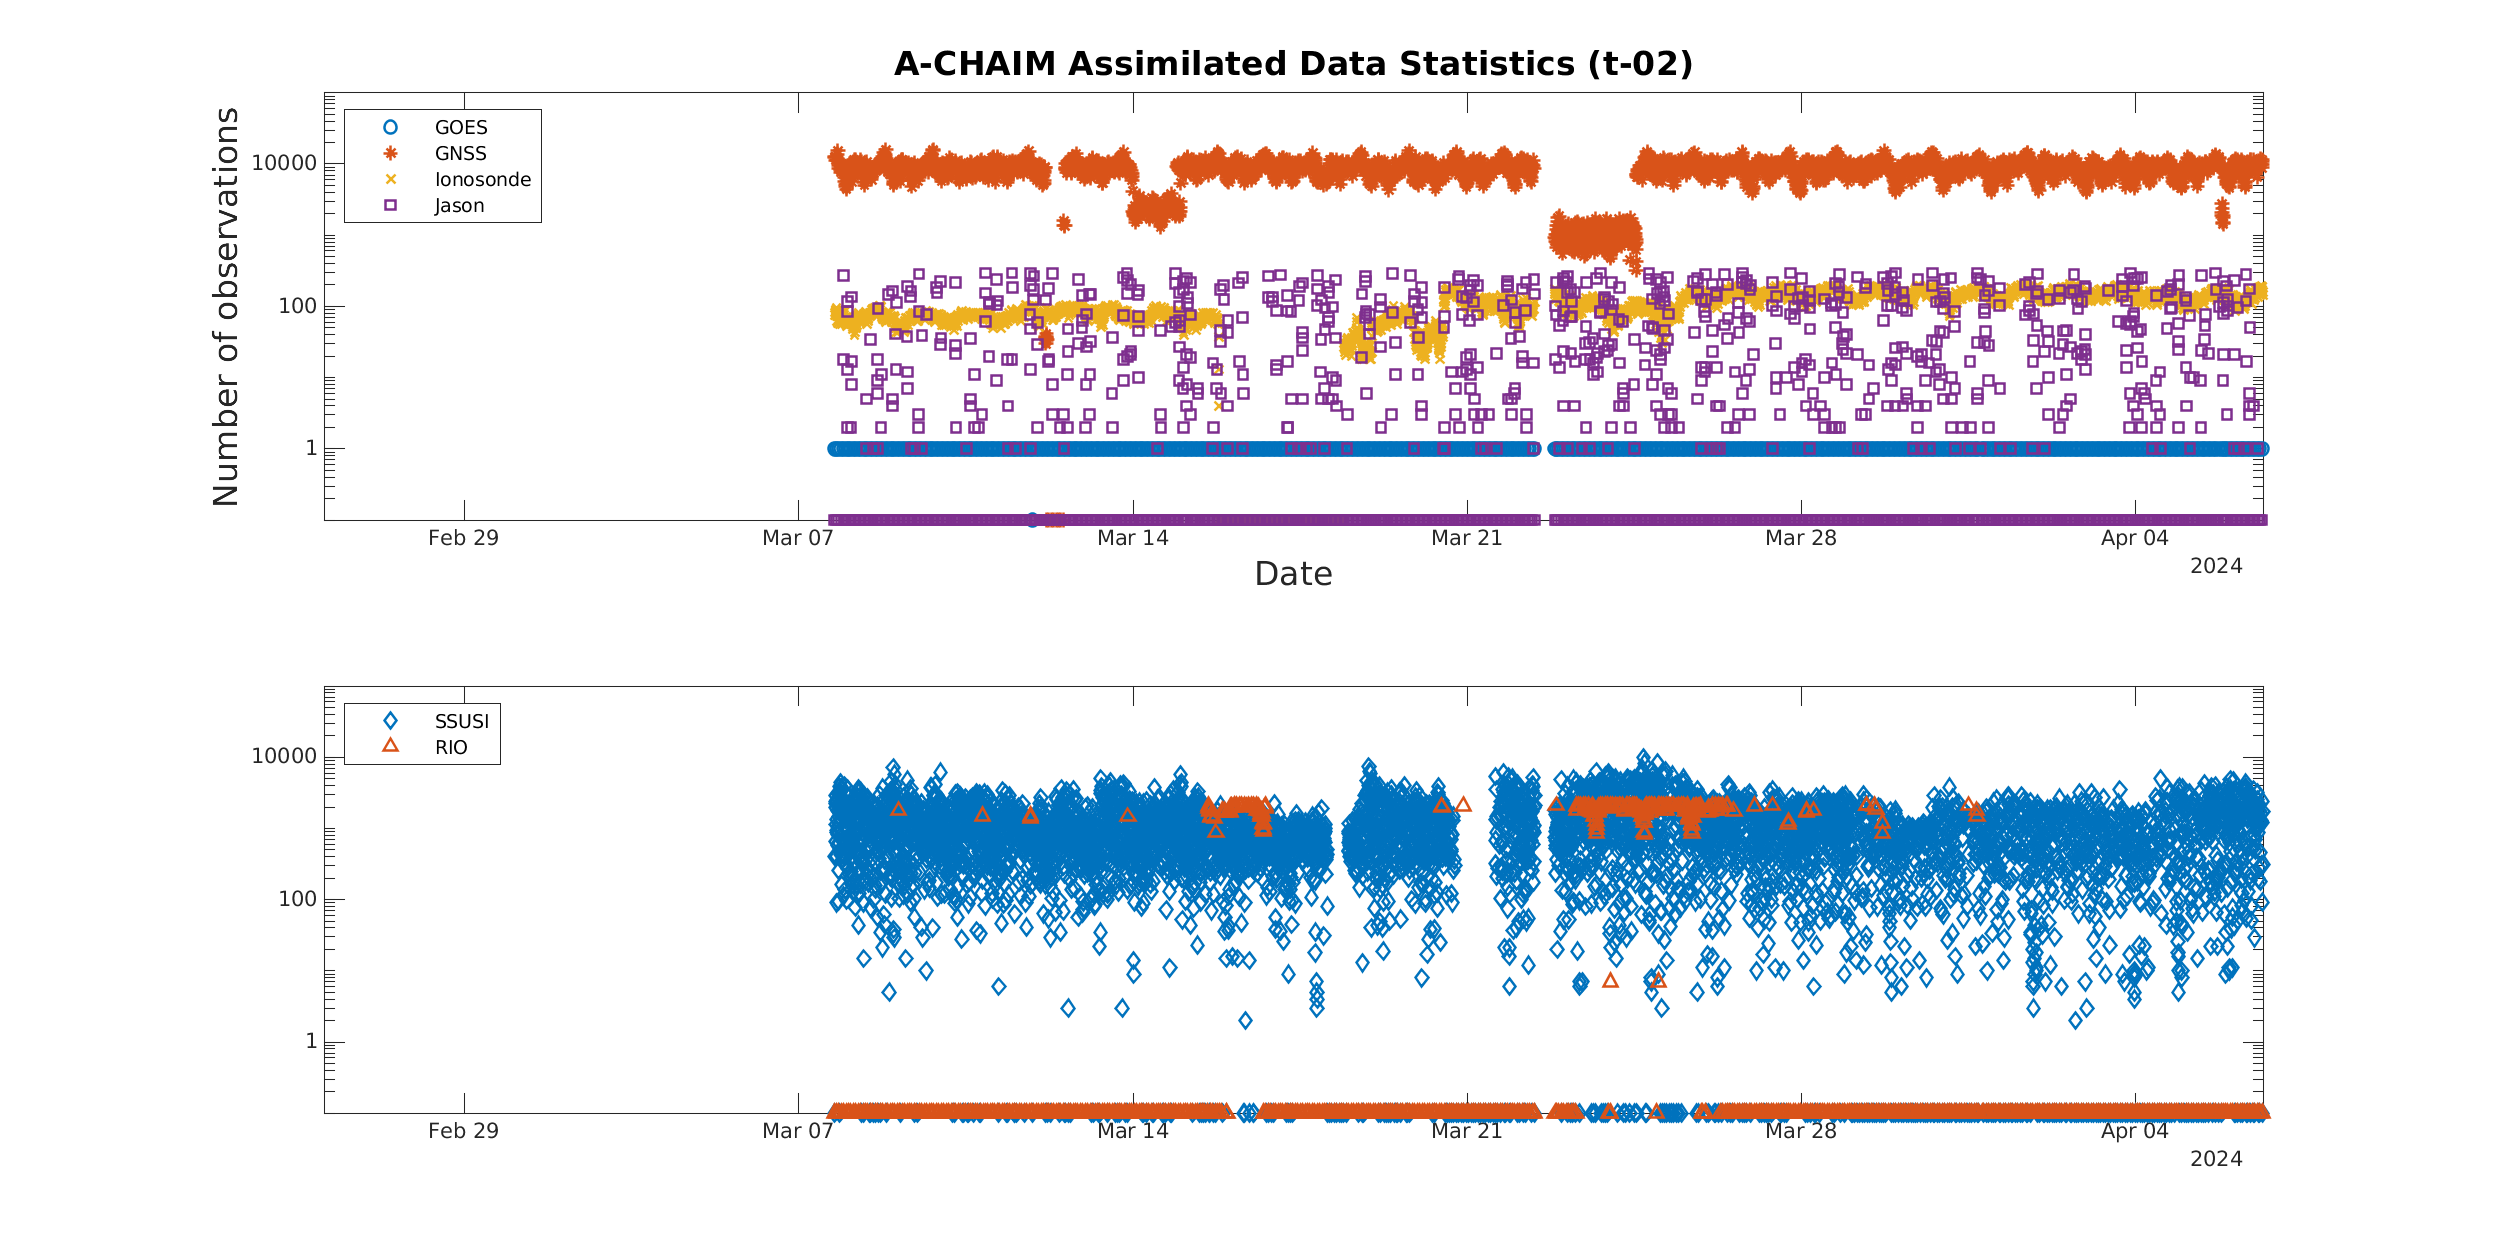 A-CHAIM Assimilated Data Statistics (t-02)
Number of observations
10000
100
1
GOES
GNSS
Ionosonde
Jason
Feb 29
Mar 07
Mar 14
Mar 21
Mar 28
Apr 04
2024
Date
10000
100
1
SSUSI
RIO
Feb 29
Mar 07
Mar 14
Mar 21
Mar 28
Apr 04
2024